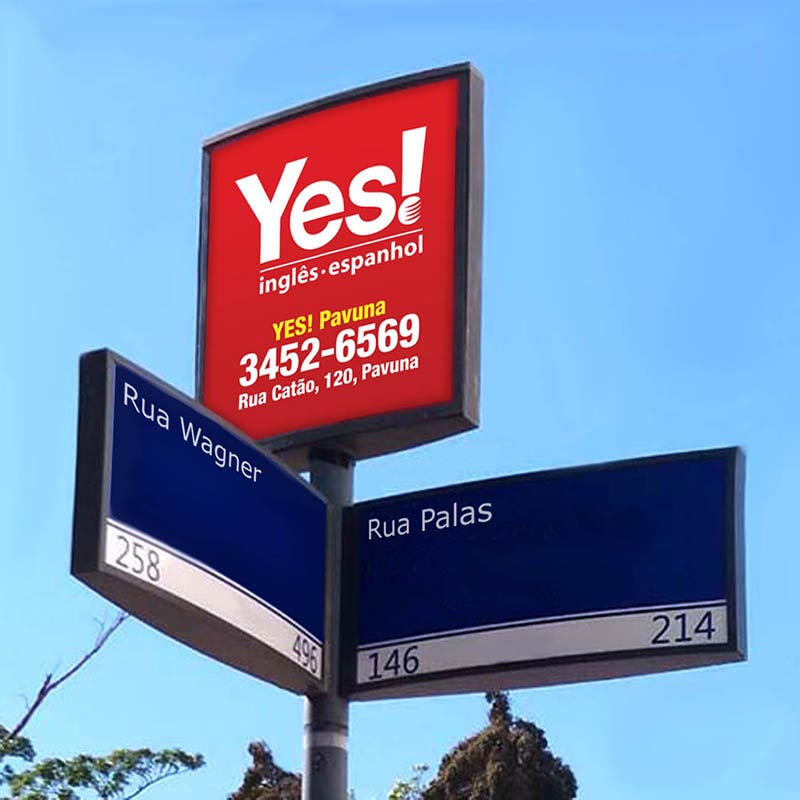 Yes!
inglês·espanhol
YES! Pavuna
3452-6569
Rua Catão, 120, Pavuna
Rua Wagner
258
496
Rua Palas
146
214